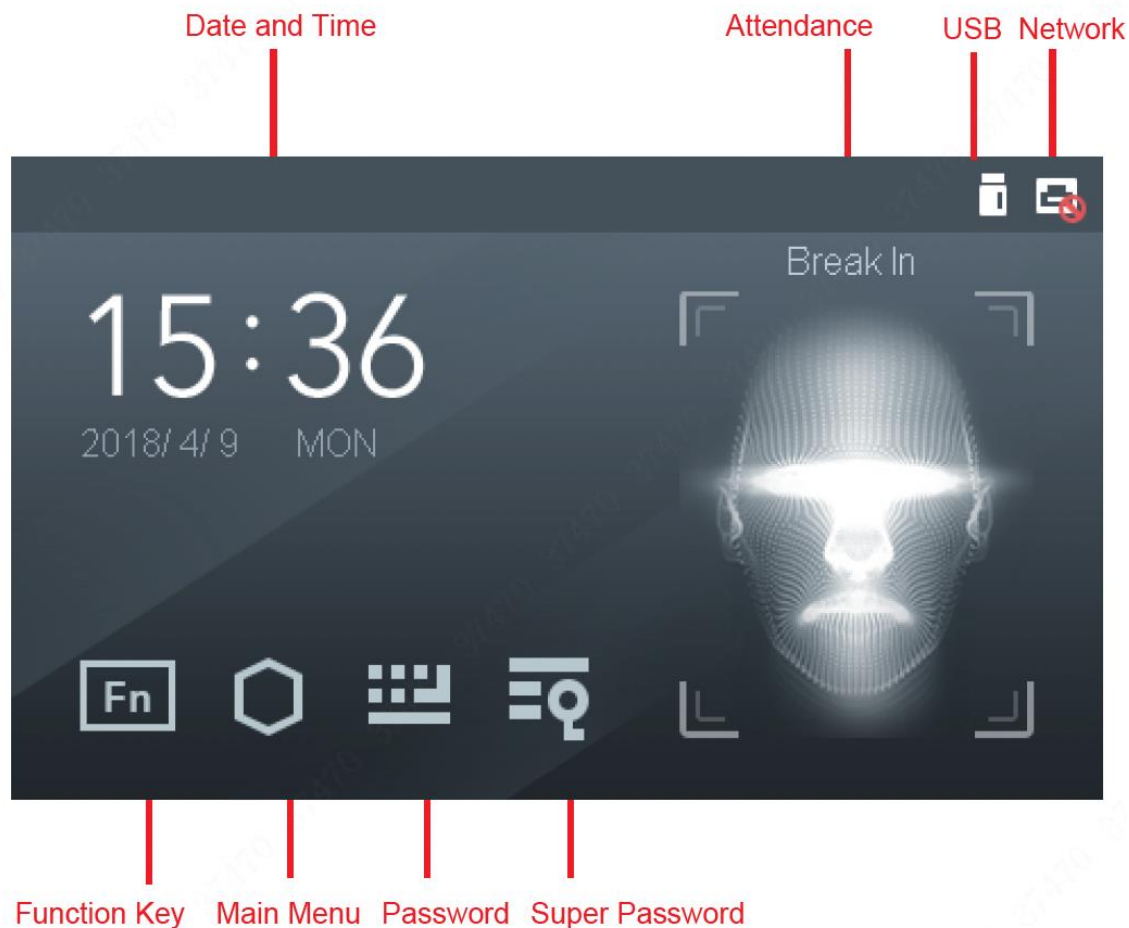 Date and Time Attendance USB Network
Break In
15:36
2018/ 4/ 9 MON
Fn
Function Key Main Menu Password Super Password